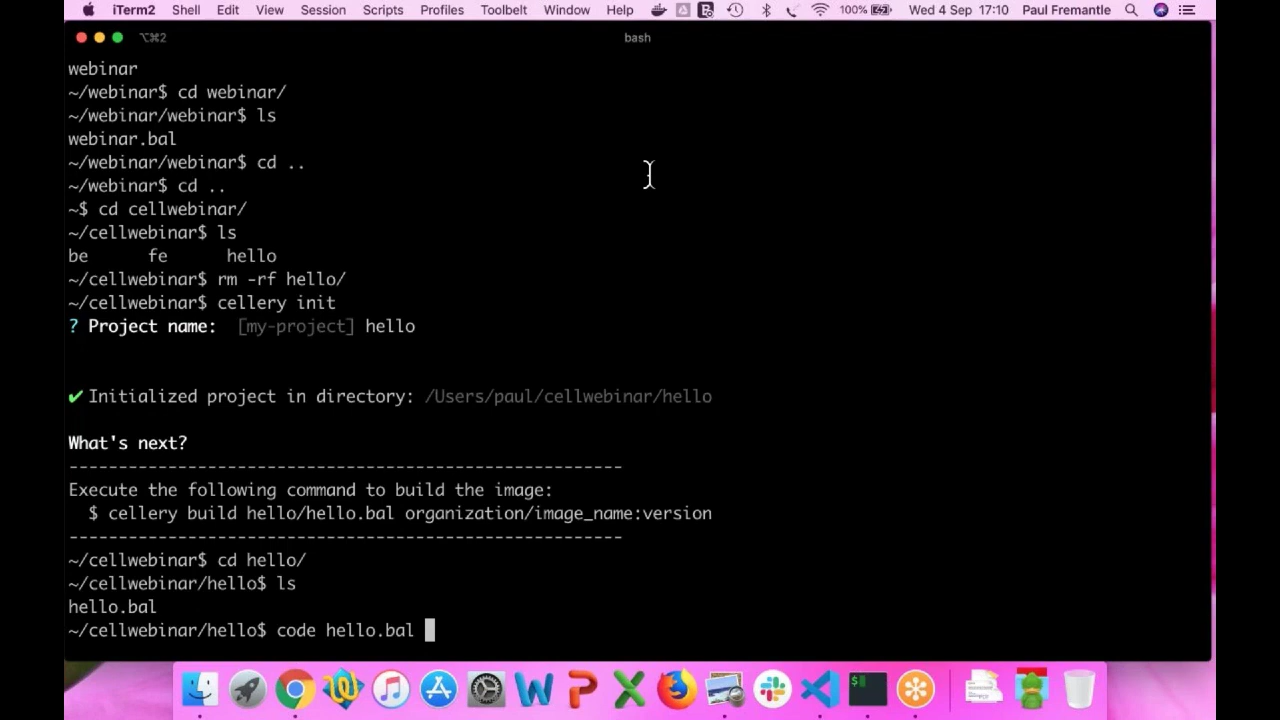 iTerm2 Shell Edit View Session Scripts Profiles Toolbelt Window Help 100% Wed 4 Sep 17:10 Paul Fremantle
⌥⌘2 bash
webinar
~/webinar$ cd webinar/
~/webinar/webinar$ ls
webinar.bal
~/webinar/webinar$ cd ..
~/webinar$ cd ..
~$ cd cellwebinar/
~/cellwebinar$ ls
be fe hello
~/cellwebinar$ rm -rf hello/
~/cellwebinar$ cellery init
? Project name: [my-project] hello
✔ Initialized project in directory: /Users/paul/cellwebinar/hello
What's next?
--------------------------------------------------------
Execute the following command to build the image:
$ cellery build hello/hello.bal organization/image_name:version
--------------------------------------------------------
~/cellwebinar$ cd hello/
~/cellwebinar/hello$ ls
hello.bal
~/cellwebinar/hello$ code hello.bal